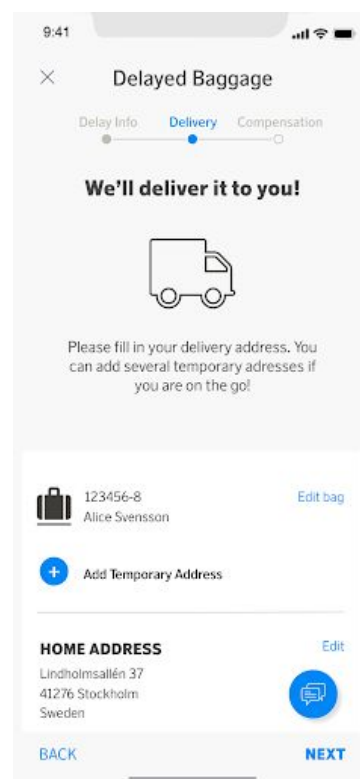 9:41
Delayed Baggage
Delay Info Delivery Compensation
We'll deliver it to you!
Please fill in your delivery address. You
can add several temporary adresses if
you are on the go!
123456-8 Edit bag
Alice Svensson
Add Temporary Address
HOME ADDRESS Edit
Lindholmsallén 37
41276 Stockholm
Sweden
BACK NEXT